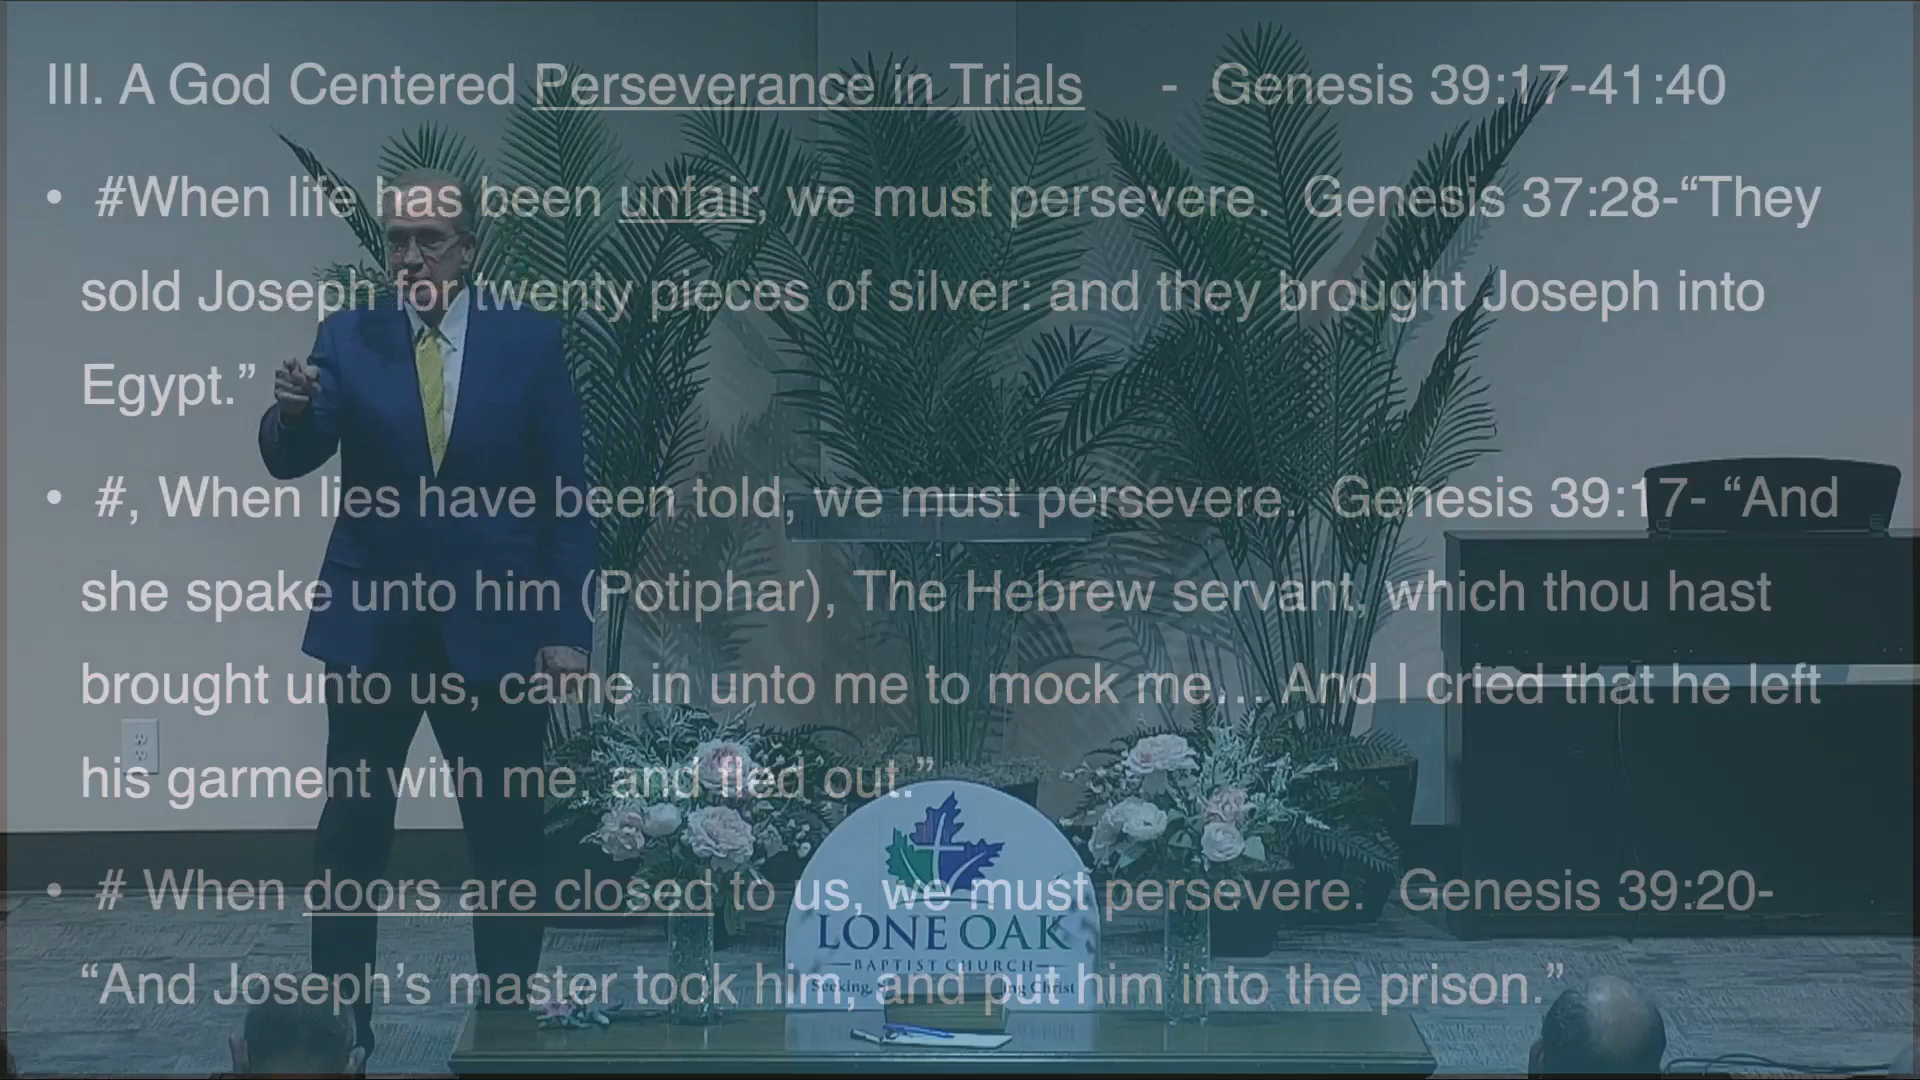 III. A God Centered Perseverance in Trials - Genesis 39:17-41:40
• #When life has been unfair, we must persevere. Genesis 37:28-“They
sold Joseph for twenty pieces of silver: and they brought Joseph into
Egypt.”
• #, When lies have been told, we must persevere. Genesis 39:17- “And
she spake unto him (Potiphar), The Hebrew servant, which thou hast
brought unto us, came in unto me to mock me… And I cried that he left
his garment with me, and fled out.”
• # When doors are closed to us, we must persevere. Genesis 39:20-
“And Joseph’s master took him, and put him into the prison.”
LONE OAK
BAPTIST CHURCH
Seeking, Christ